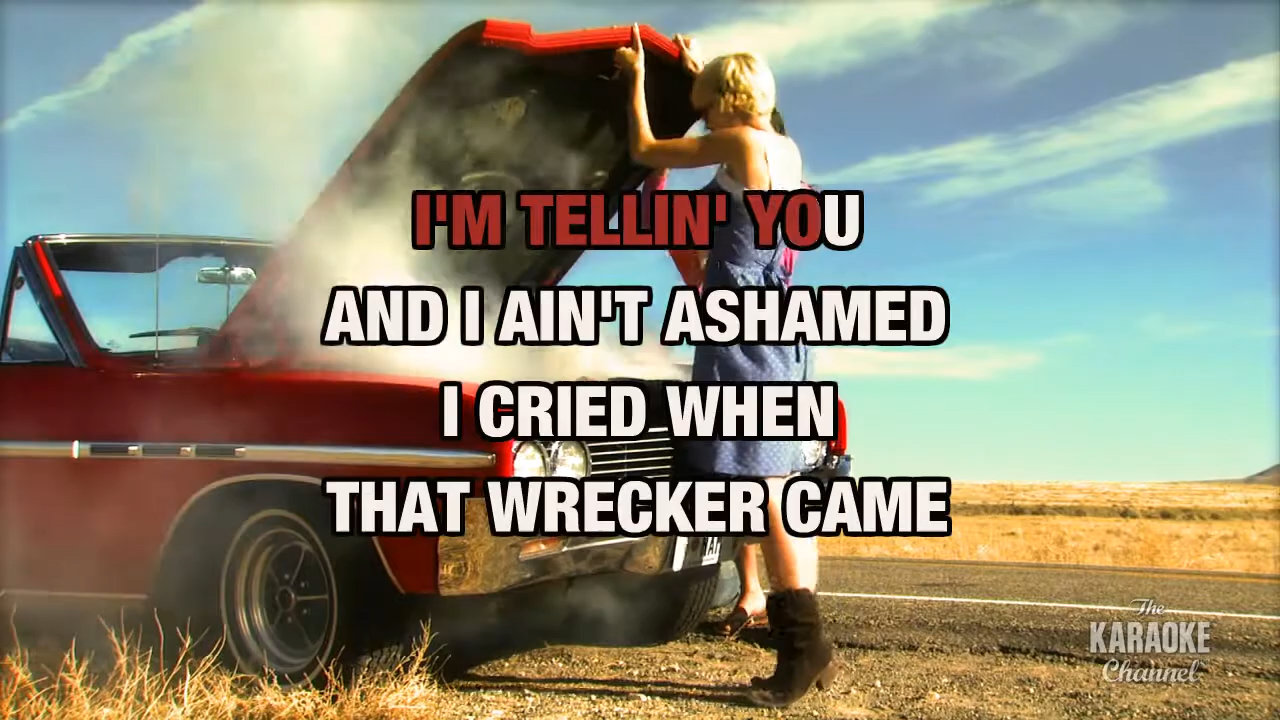 I'M TELLIN' YOU
AND I AIN'T ASHAMED
I CRIED WHEN
THAT WRECKER CAME
The
KARAOKE
Channel